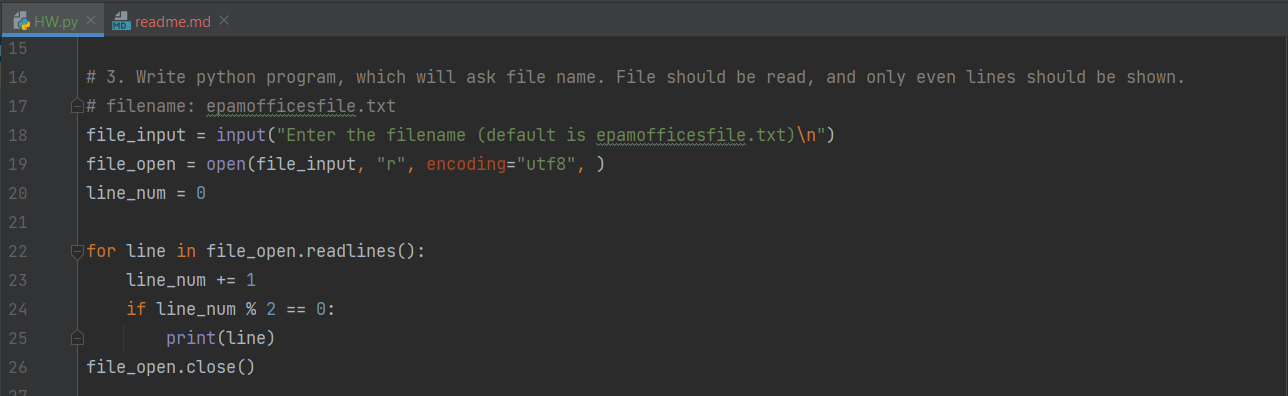 HW.py readme.md
15
16 # 3. Write python program, which will ask file name. File should be read, and only even lines should be shown.
17 # filename: epamofficesfile.txt
18 file_input = input("Enter the filename (default is epamofficesfile.txt)\n")
19 file_open = open(file_input, "r", encoding="utf8", )
20 line_num = 0
21
22 for line in file_open.readlines():
23     line_num += 1
24     if line_num % 2 == 0:
25         print(line)
26 file_open.close()
27